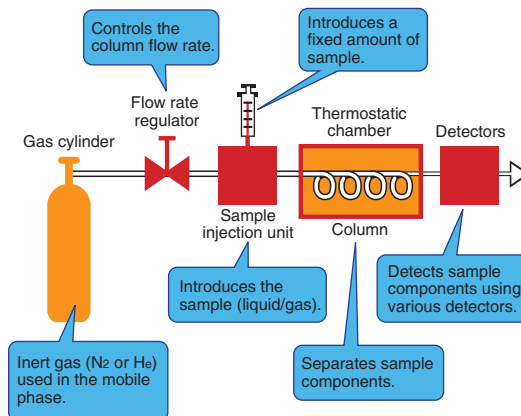 Controls the
column flow rate.
Introduces a
fixed amount of
sample.
Flow rate
regulator
Gas cylinder
Thermostatic
chamber
Detectors
Sample
injection unit
Column
Introduces the
sample (liquid/gas).
Detects sample
components using
various detectors.
Inert gas (N2 or He)
used in the mobile
phase.
Separates sample
components.